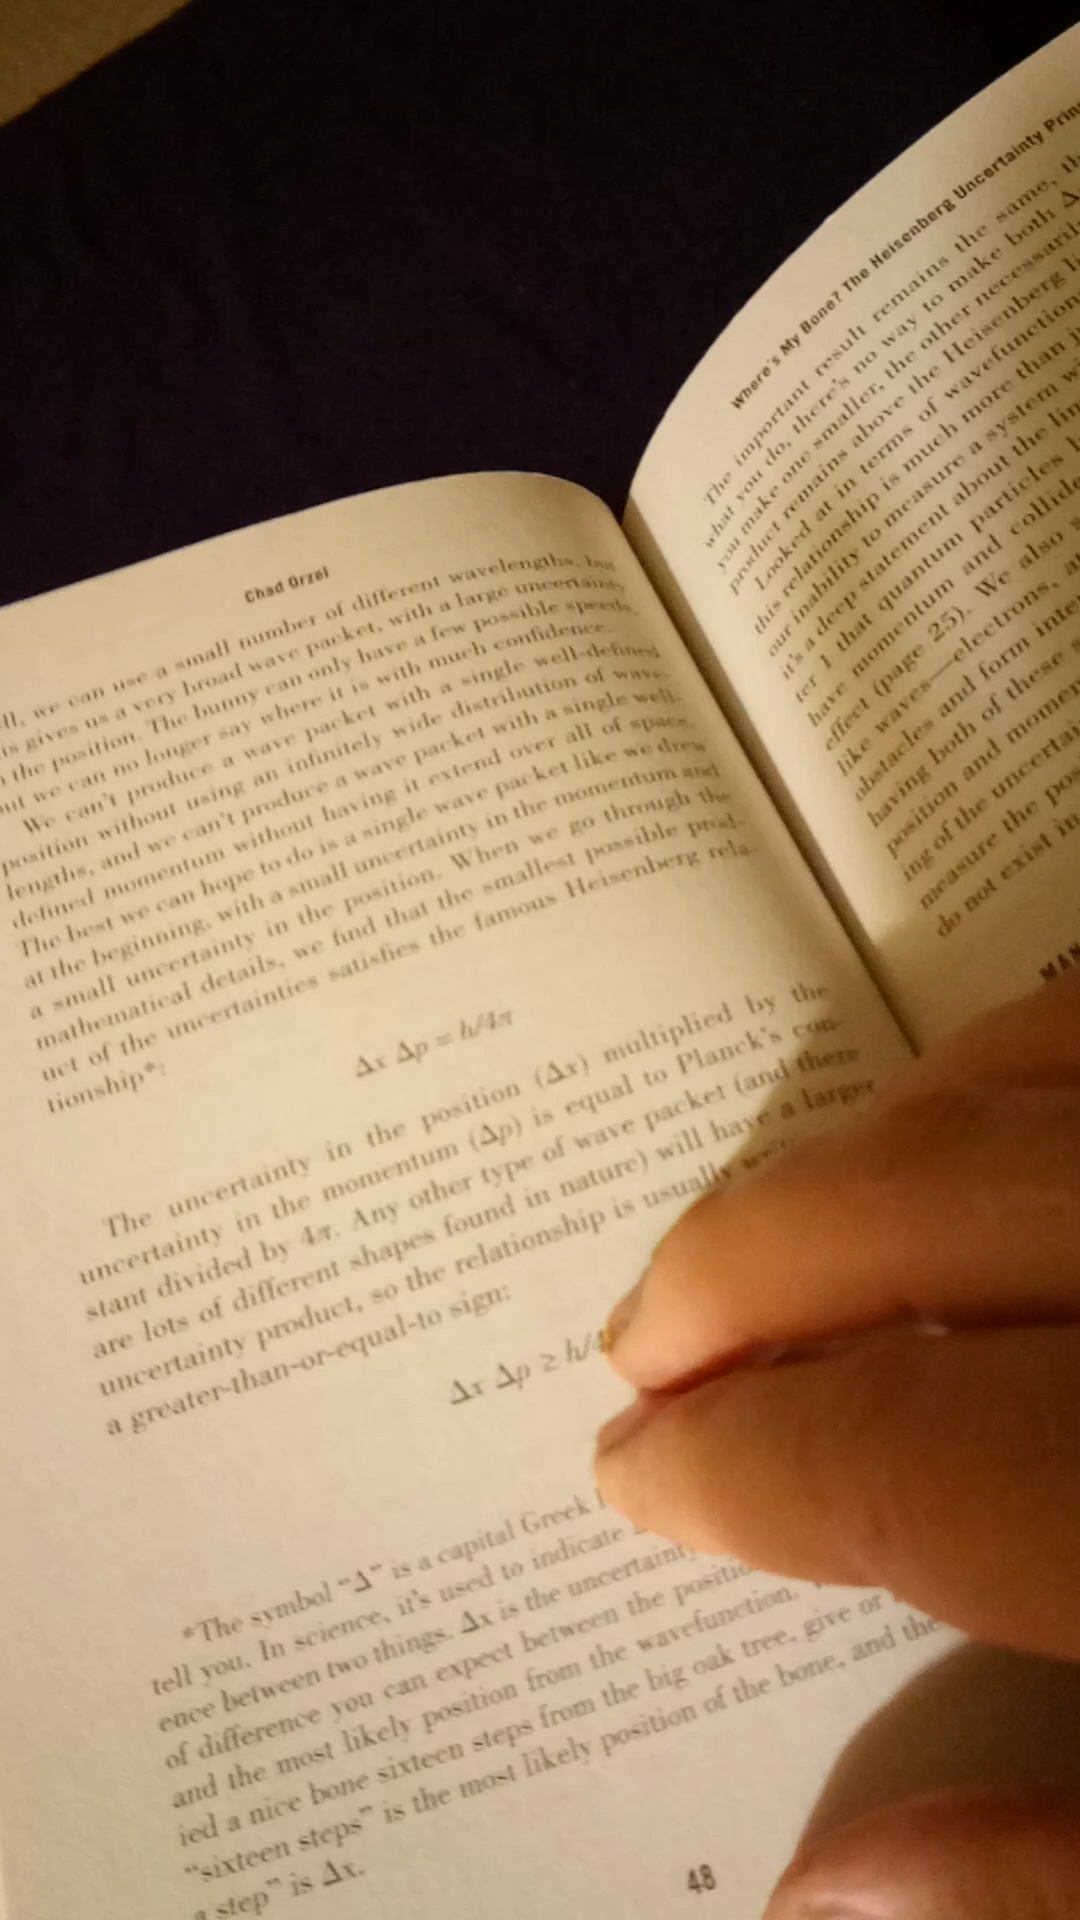 Chad Orzel
ll, we can use a small number of different wavelengths, but
is gives us a very broad wave packet, with a large uncertainty
the position. The bunny can only have a few possible speeds,
out we can no longer say where it is with much confidence.
We can't produce a wave packet with a single well-defined
position without using an infinitely wide distribution of wave-
lengths, and we can't produce a wave packet with a single well-
defined momentum without having it extend over all of space.
The best we can hope to do is a single wave packet like we drew
at the beginning, with a small uncertainty in the momentum and
a small uncertainty in the position. When we go through the
mathematical details, we find that the smallest possible prod-
uct of the uncertainties satisfies the famous Heisenberg rela-
tionship*:
Δx Δp = h/4π
The uncertainty in the position (Δx) multiplied by the
uncertainty in the momentum (Δp) is equal to Planck's con-
stant divided by 4π. Any other type of wave packet (and there
are lots of different shapes found in nature) will have a larger
uncertainty product, so the relationship is usually
a greater-than-or-equal-to sign:
Δx Δp ≥ h/4
*The symbol "Δ" is a capital Greek
tell you. In science, it's used to indicate
ence between two things. Δx is the uncertainty
of difference you can expect between the positio
and the most likely position from the wavefunction.
ied a nice bone sixteen steps from the big oak tree, give or
"sixteen steps" is the most likely position of the bone, and the
a step" is Δx.
48
Where's My Bone? The Heisenberg Uncertainty Prin
The important result remains the same,
what you do, there's no way to make both Δ
you make one smaller, the other necessaril
product remains above the Heisenberg li
Looked at in terms of wavefunction
this relationship is much more than j
our inability to measure a system w
it's a deep statement about the lim
ter 1 that quantum particles
have momentum and collide
effect (page 25). We also
like waves—electrons, a
obstacles and form inte
having both of these
position and momen
ing of the uncertai
measure the pos
do not exist in
MAN